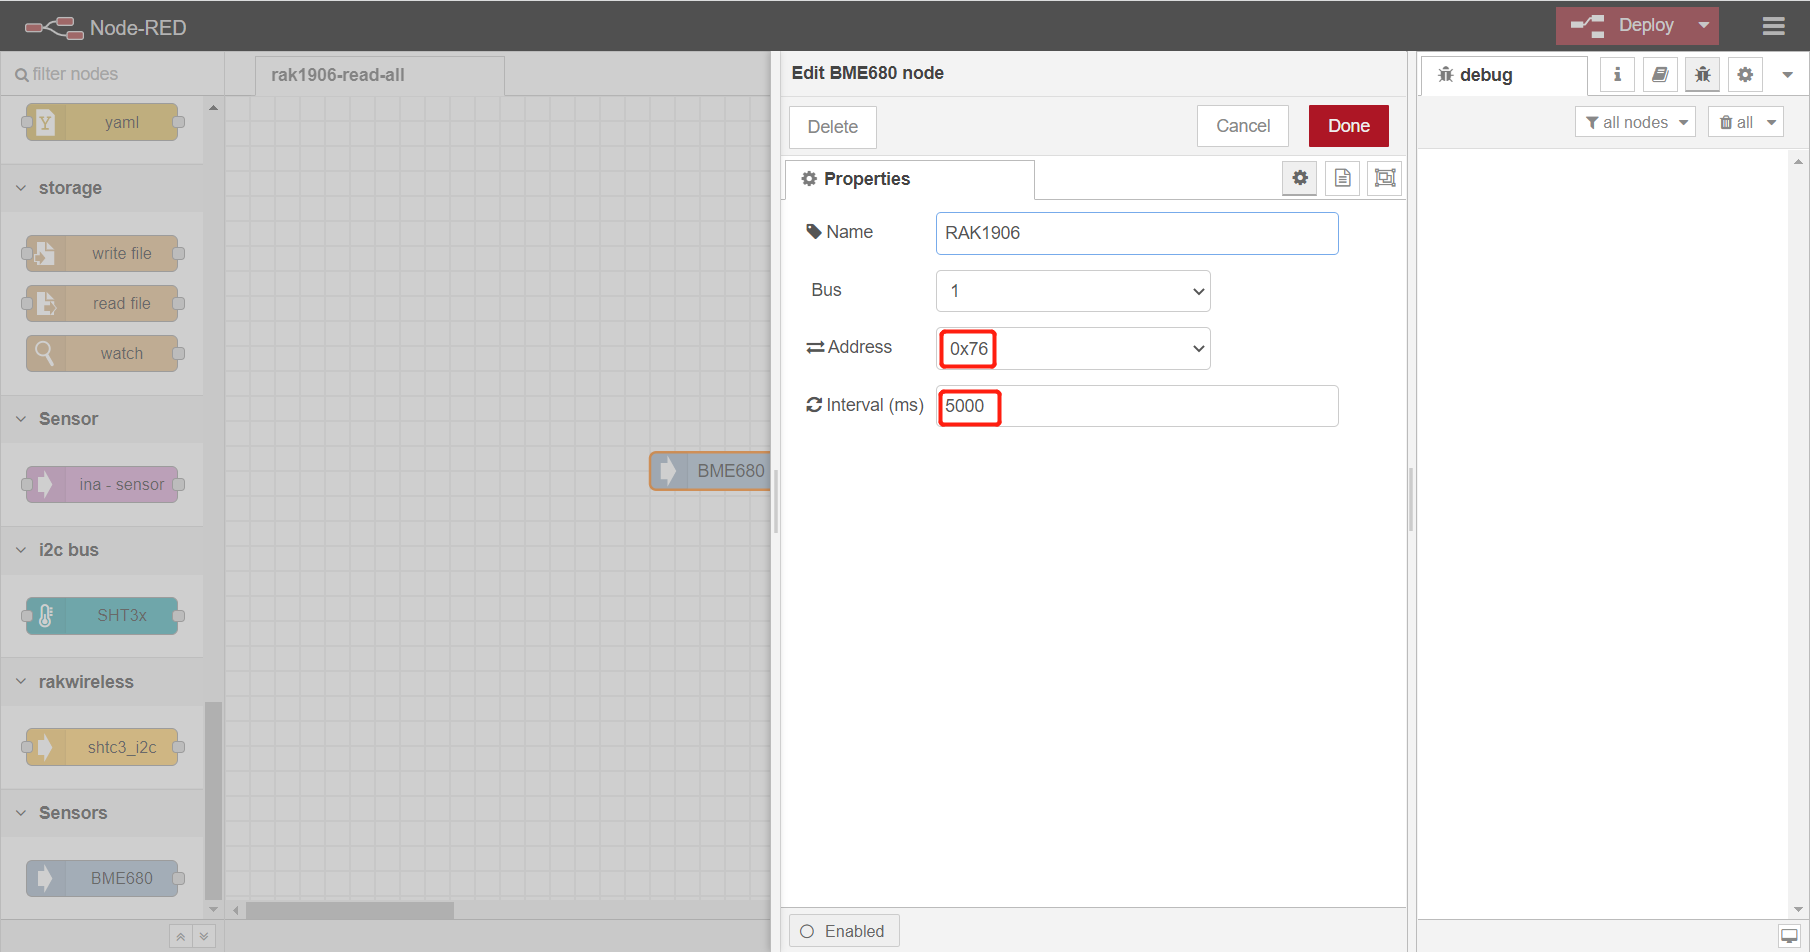 Node-RED
Deploy
filter nodes
yaml
storage
write file
read file
watch
Sensor
ina - sensor
i2c bus
SHT3x
rakwireless
shtc3_i2c
Sensors
BME680
rak1906-read-all
BME680
Edit BME680 node
Delete
Cancel
Done
Properties
Name
RAK1906
Bus
1
Address
0x76
Interval (ms)
5000
Enabled
debug
all nodes
all